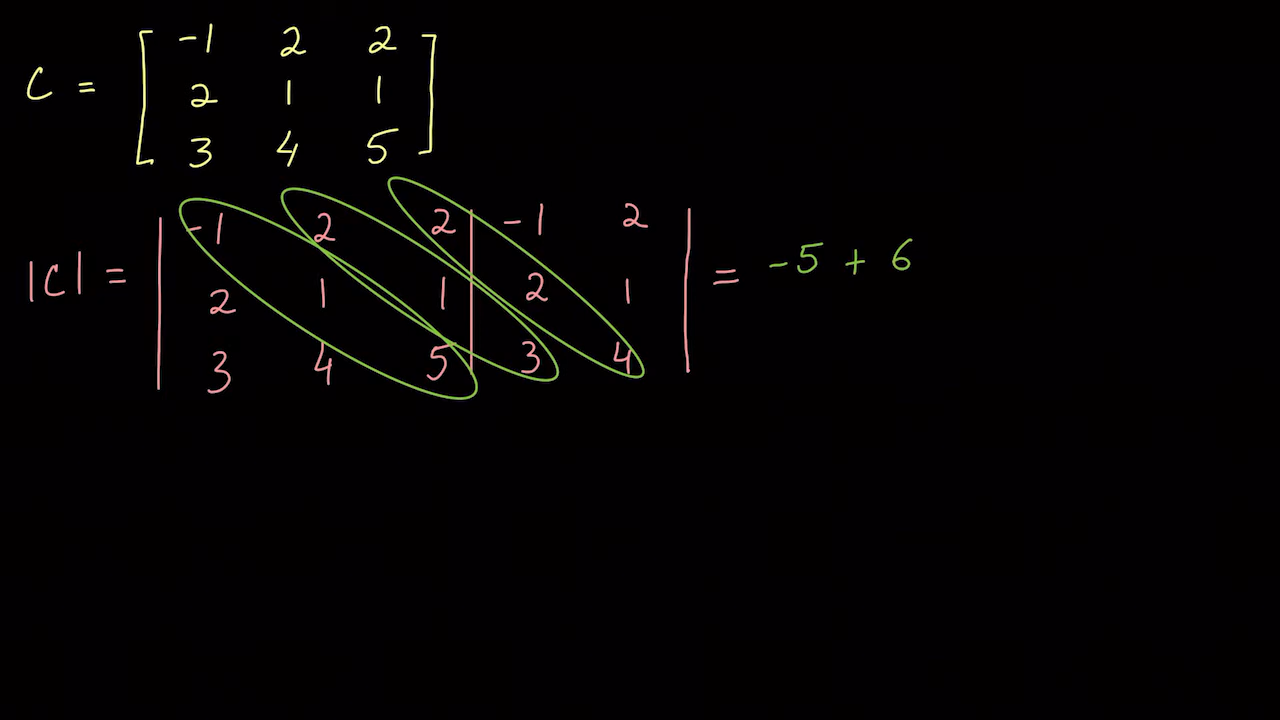 C = [ -1 2 2
2 1 1
3 4 5 ]
|C| = | -1 2 2 | -1 2 | = -5 + 6
2 1 1 | 2 1
3 4 5 | 3 4